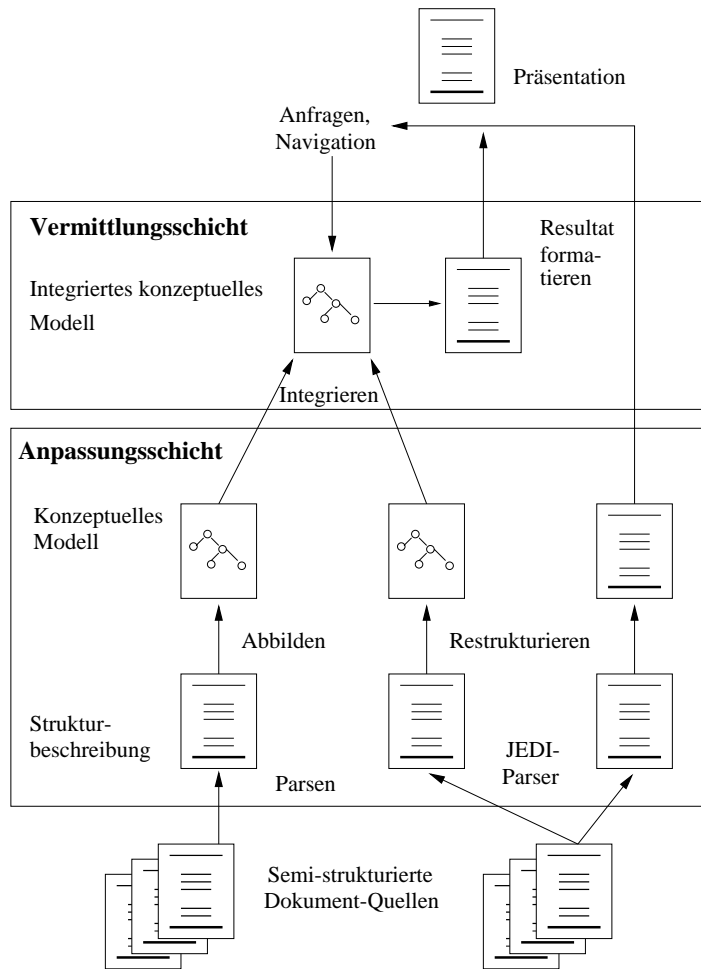 Präsentation
Anfragen,
Navigation
Vermittlungsschicht
Resultat
forma-
tieren
Integriertes konzeptuelles
Modell
Integrieren
Anpassungsschicht
Konzeptuelles
Modell
Abbilden
Restrukturieren
Struktur-
beschreibung
JEDI-
Parser
Parsen
Semi-strukturierte
Dokument-Quellen